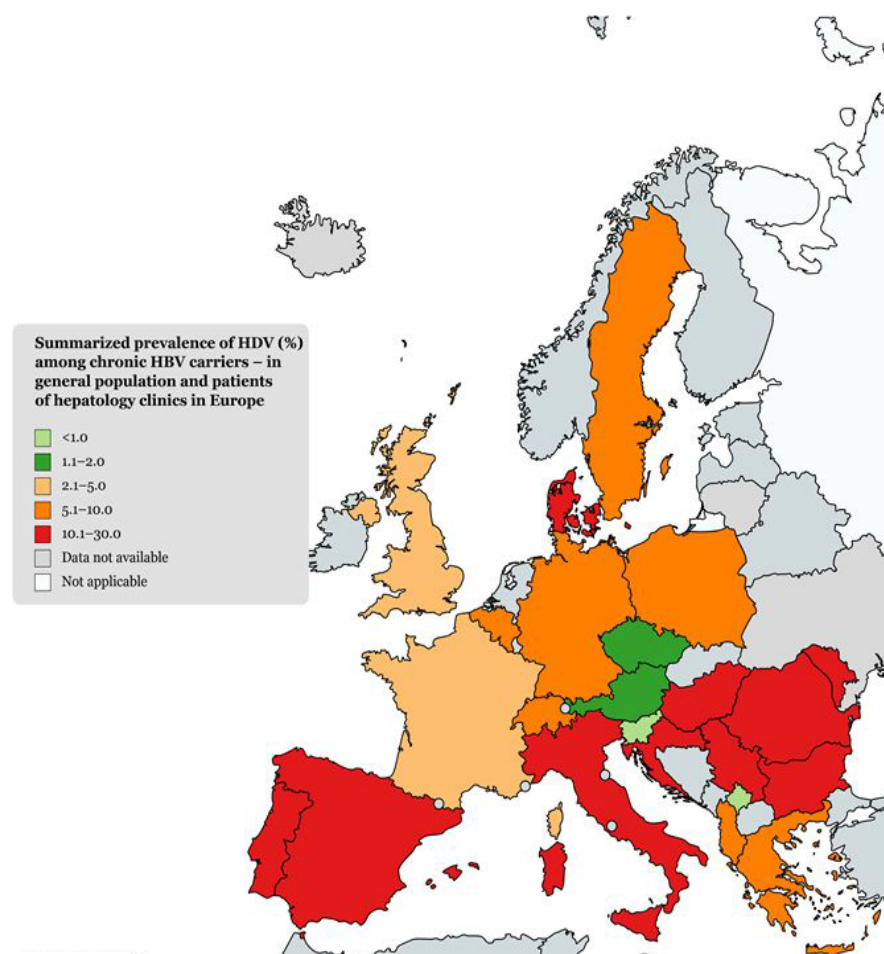 Summarized prevalence of HDV (%)
among chronic HBV carriers – in
general population and patients
of hepatology clinics in Europe
<1.0
1.1–2.0
2.1–5.0
5.1–10.0
10.1–30.0
Data not available
Not applicable